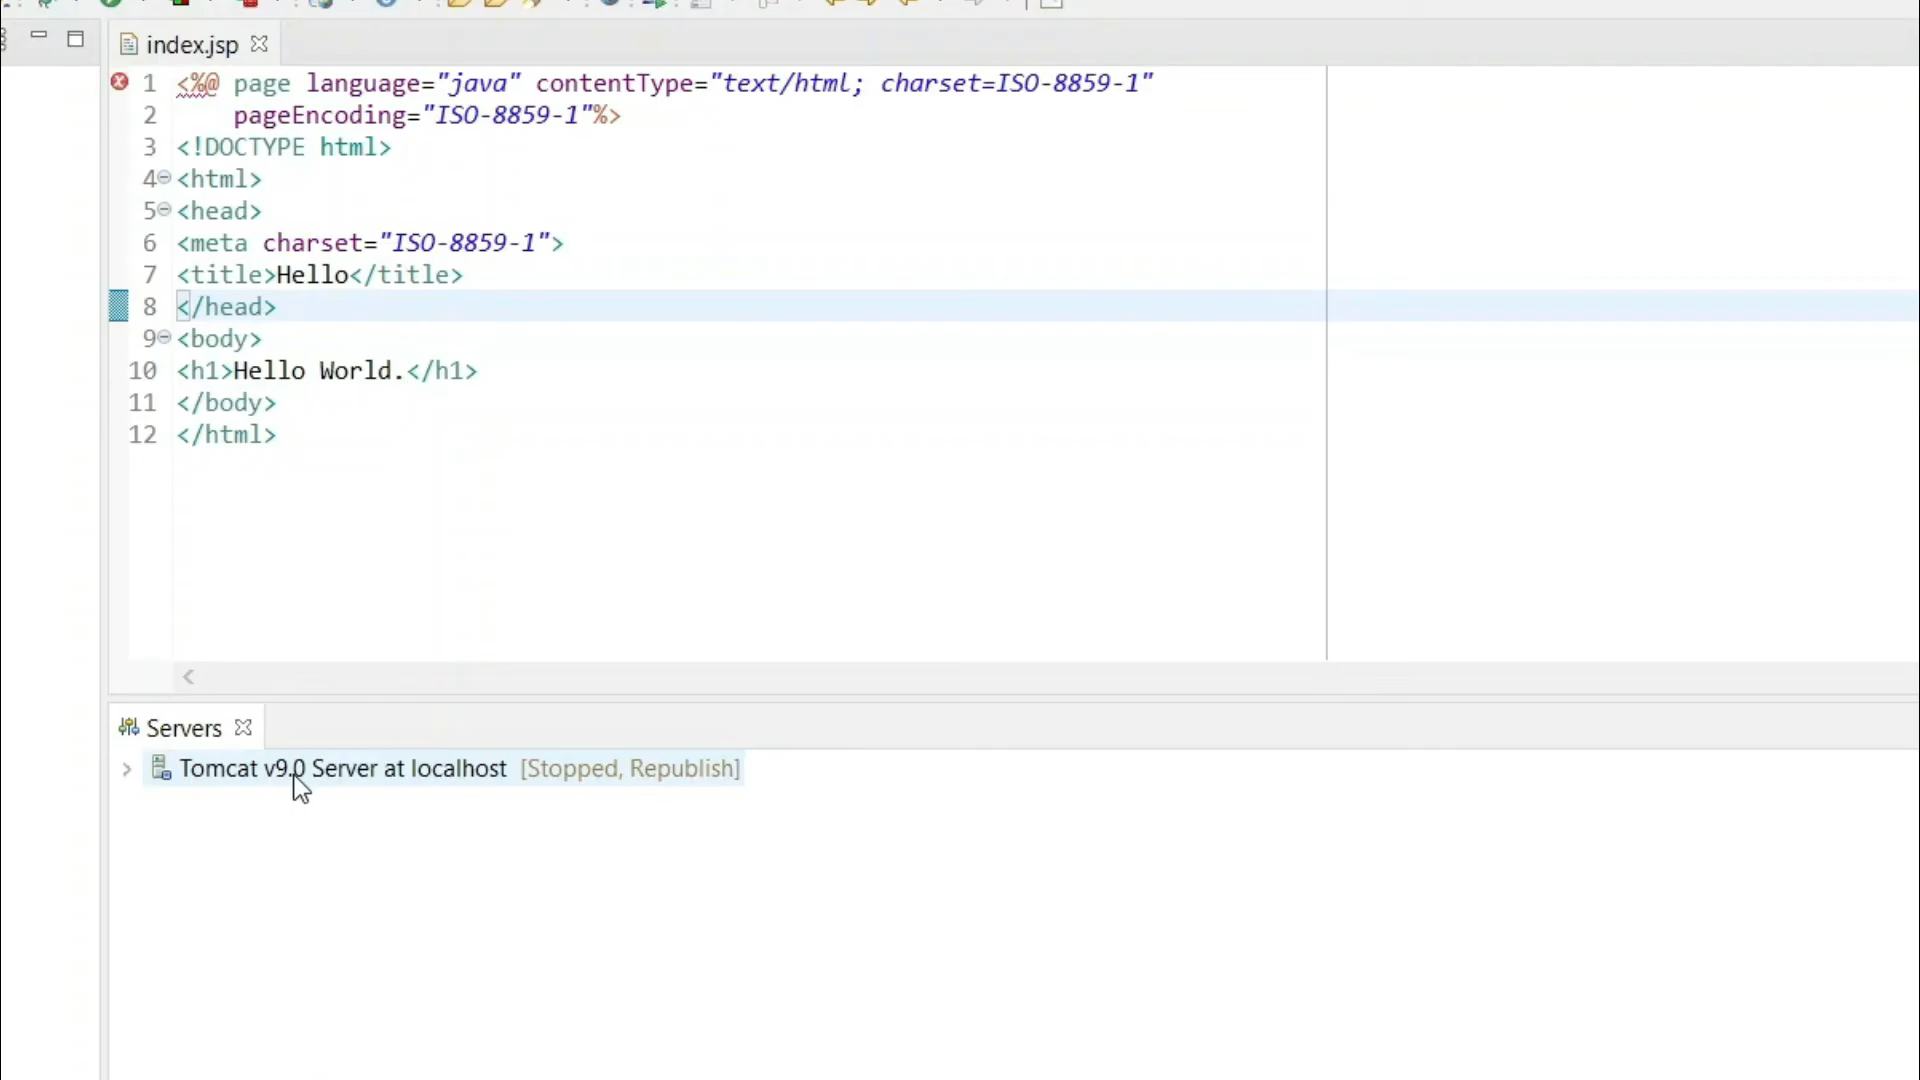 index.jsp
1 <%@ page language="java" contentType="text/html; charset=ISO-8859-1"
2 pageEncoding="ISO-8859-1"%>
3 <!DOCTYPE html>
4 <html>
5 <head>
6 <meta charset="ISO-8859-1">
7 <title>Hello</title>
8 </head>
9 <body>
10 <h1>Hello World.</h1>
11 </body>
12 </html>
Servers
Tomcat v9.0 Server at localhost [Stopped, Republish]